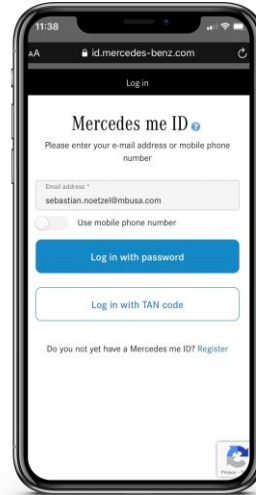 11:38
AA id.mercedes-benz.com
Log in
Mercedes me ID
Please enter your e-mail address or mobile phone
number
Email address *
sebastian.noetzel@mbusa.com
Use mobile phone number
Log in with password
Log in with TAN code
Do you not yet have a Mercedes me ID? Register